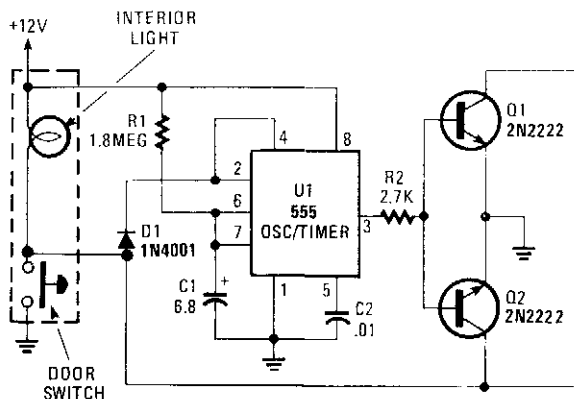 INTERIOR
LIGHT
+12V
R1
1.8MEG
4
8
2
6
7
U1
555
OSC/TIMER
3
R2
2.7K
Q1
2N2222
D1
1N4001
C1
6.8
+
1
5
C2
.01
Q2
2N2222
DOOR
SWITCH